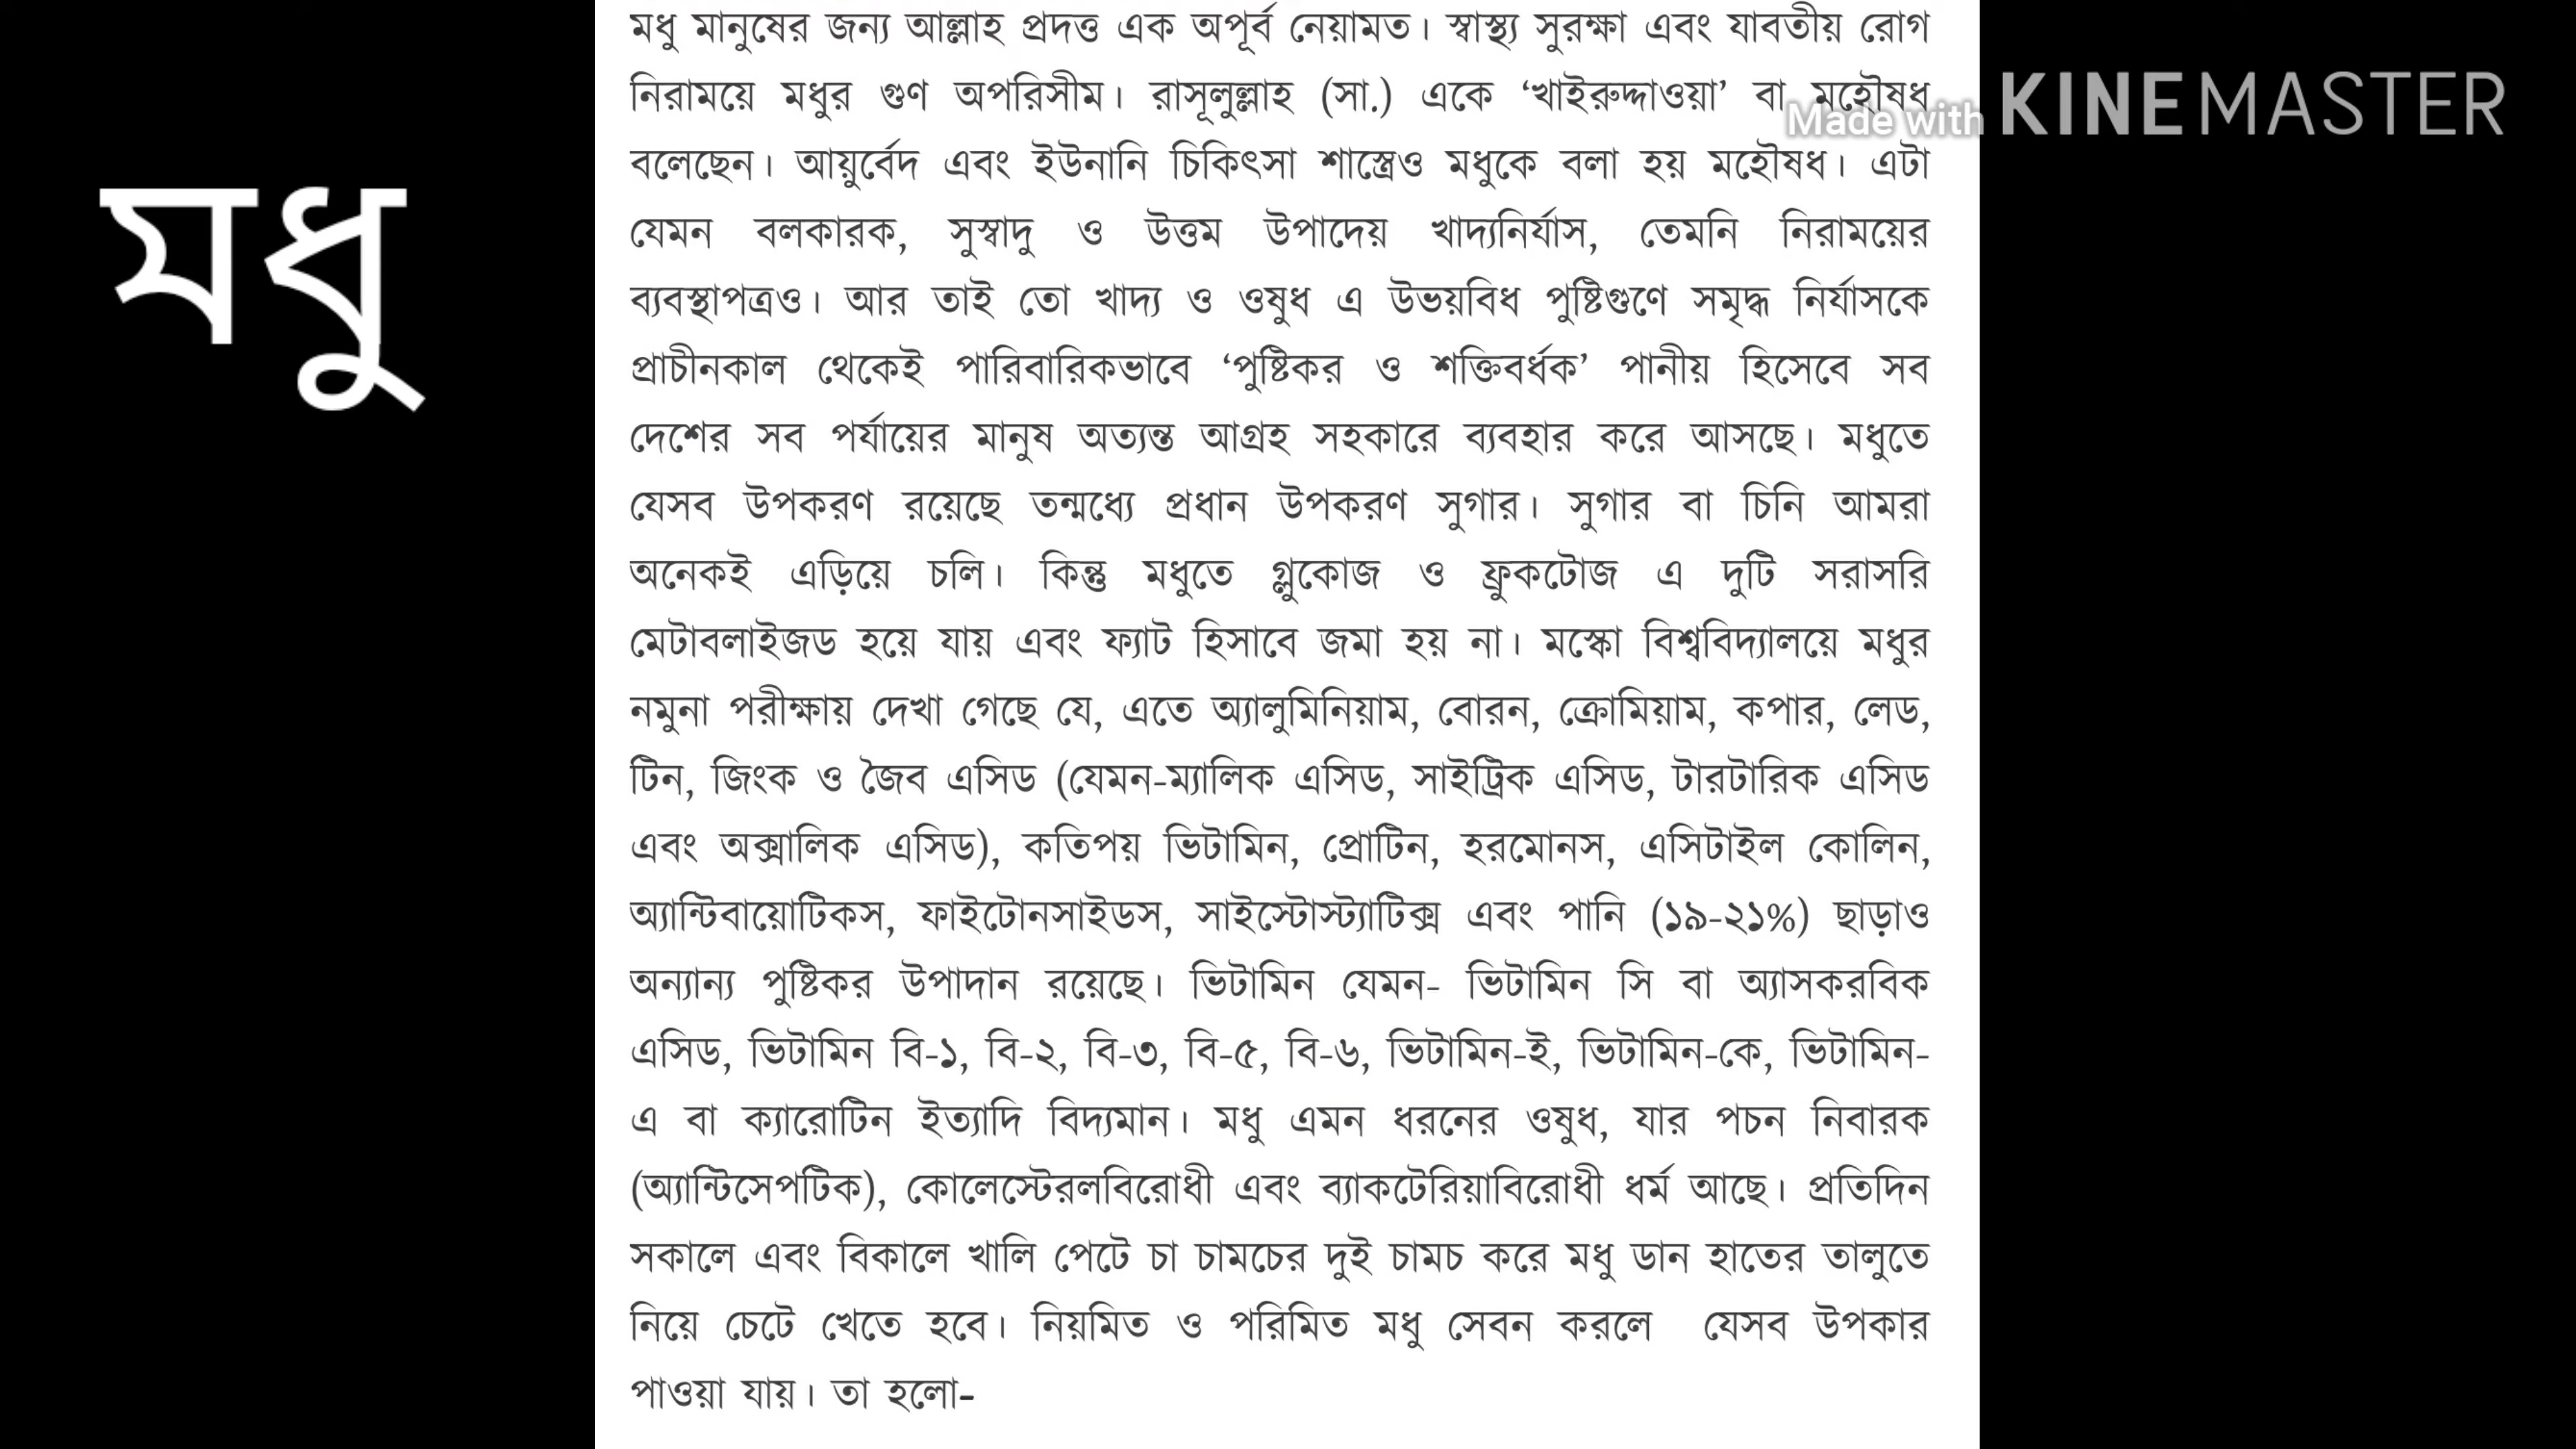 মধু
মধু মানুষের জন্য আল্লাহ প্রদত্ত এক অপূর্ব নেয়ামত। স্বাস্থ্য সুরক্ষা এবং যাবতীয় রোগ
নিরাময়ে মধুর গুণ অপরিসীম। রাসূলুল্লাহ (সা.) একে ‘খাইরুদ্দাওয়া’ বা মহৌষধ
বলেছেন। আয়ুর্বেদ এবং ইউনানি চিকিৎসা শাস্ত্রেও মধুকে বলা হয় মহৌষধ। এটা
যেমন বলকারক, সুস্বাদু ও উত্তম উপাদেয় খাদ্যনির্যাস, তেমনি নিরাময়ের
ব্যবস্থাপত্রও। আর তাই তো খাদ্য ও ওষুধ এ উভয়বিধ পুষ্টিগুণে সমৃদ্ধ নির্যাসকে
প্রাচীনকাল থেকেই পারিবারিকভাবে ‘পুষ্টিকর ও শক্তিবর্ধক’ পানীয় হিসেবে সব
দেশের সব পর্যায়ের মানুষ অত্যন্ত আগ্রহ সহকারে ব্যবহার করে আসছে। মধুতে
যেসব উপকরণ রয়েছে তন্মধ্যে প্রধান উপকরণ সুগার। সুগার বা চিনি আমরা
অনেকই এড়িয়ে চলি। কিন্তু মধুতে গ্লুকোজ ও ফ্রুকটোজ এ দুটি সরাসরি
মেটাবলাইজড হয়ে যায় এবং ফ্যাট হিসাবে জমা হয় না। মস্কো বিশ্ববিদ্যালয়ে মধুর
নমুনা পরীক্ষায় দেখা গেছে যে, এতে অ্যালুমিনিয়াম, বোরন, ক্রোমিয়াম, কপার, লেড,
টিন, জিংক ও জৈব এসিড (যেমন-ম্যালিক এসিড, সাইট্রিক এসিড, টারটারিক এসিড
এবং অক্সালিক এসিড), কতিপয় ভিটামিন, প্রোটিন, হরমোনস, এসিটাইল কোলিন,
অ্যান্টিবায়োটিকস, ফাইটোনসাইডস, সাইস্টোস্ট্যাটিক্স এবং পানি (১৯-২১%) ছাড়াও
অন্যান্য পুষ্টিকর উপাদান রয়েছে। ভিটামিন যেমন- ভিটামিন সি বা অ্যাসকরবিক
এসিড, ভিটামিন বি-১, বি-২, বি-৩, বি-৫, বি-৬, ভিটামিন-ই, ভিটামিন-কে, ভিটামিন-
এ বা ক্যারোটিন ইত্যাদি বিদ্যমান। মধু এমন ধরনের ওষুধ, যার পচন নিবারক
(অ্যান্টিসেপটিক), কোলেস্টেরলবিরোধী এবং ব্যাকটেরিয়াবিরোধী ধর্ম আছে। প্রতিদিন
সকালে এবং বিকালে খালি পেটে চা চামচের দুই চামচ করে মধু ডান হাতের তালুতে
নিয়ে চেটে খেতে হবে। নিয়মিত ও পরিমিত মধু সেবন করলে যেসব উপকার
পাওয়া যায়। তা হলো-
Made with KINEMASTER